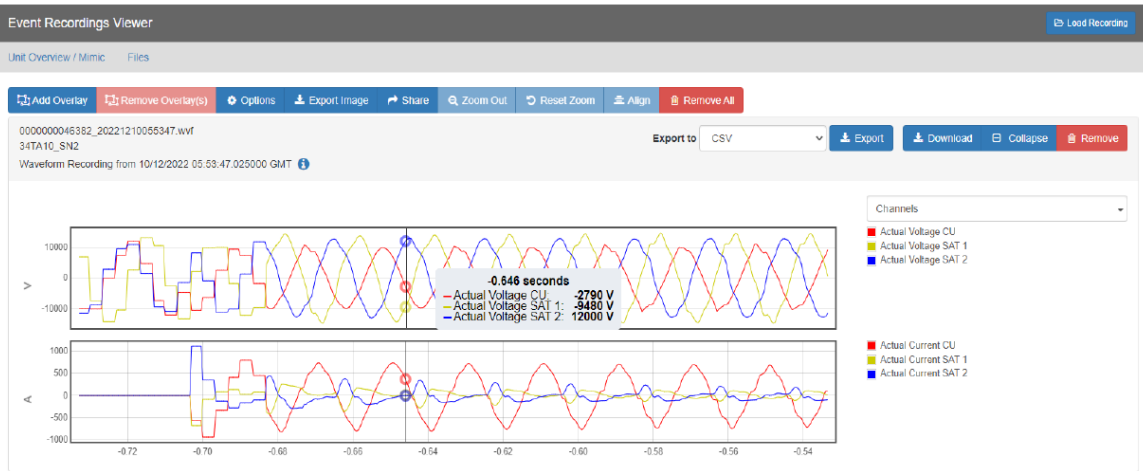 Event Recordings Viewer
Load Recording
Unit Overview / Mimic Files
Add Overlay Remove Overlay(s) Options Export Image Share Zoom Out Reset Zoom Align Remove All
0000000046382_20221210055347.wvf
34TA10_SN2
Waveform Recording from 10/12/2022 05:53:47.025000 GMT
Export to CSV Export Download Collapse Remove
Channels
Actual Voltage CU
Actual Voltage SAT 1
Actual Voltage SAT 2
10000
0
-10000
V
-0.646 seconds
Actual Voltage CU: -2790 V
Actual Voltage SAT 1: -9480 V
Actual Voltage SAT 2: 12000 V
Actual Current CU
Actual Current SAT 1
Actual Current SAT 2
1000
500
0
-500
-1000
A
-0.72 -0.70 -0.68 -0.66 -0.64 -0.62 -0.60 -0.58 -0.56 -0.54